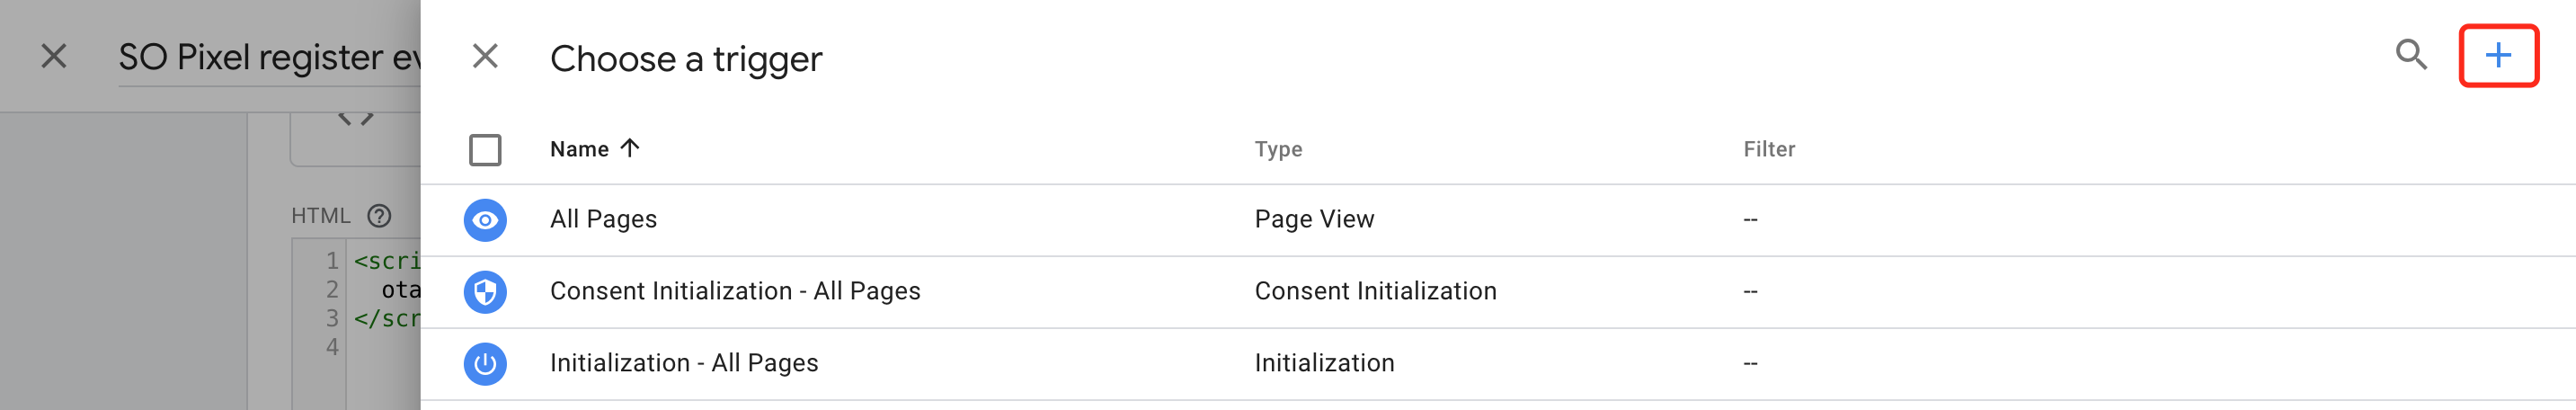 SO Pixel register ev
Choose a trigger
Name Type Filter
All Pages Page View --
HTML
Consent Initialization - All Pages Consent Initialization --
Initialization - All Pages Initialization --
1 <scri
2 ota
3 </scr
4